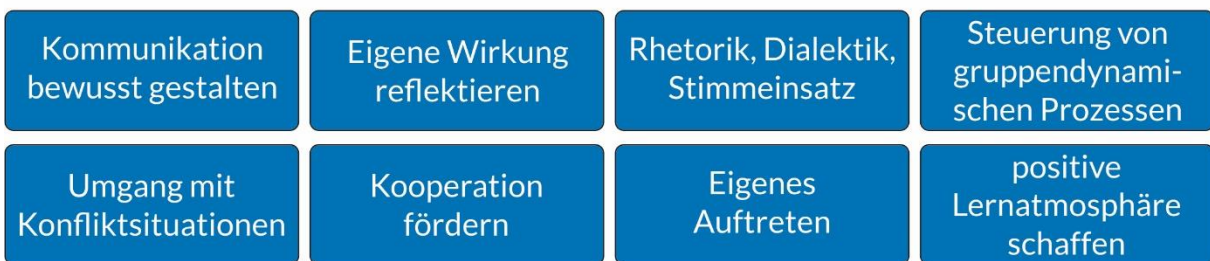 Kommunikation
bewusst gestalten
Eigene Wirkung
reflektieren
Rhetorik, Dialektik,
Stimmeinsatz
Steuerung von
gruppendynami-
schen Prozessen
Umgang mit
Konfliktsituationen
Kooperation
fördern
Eigenes
Auftreten
positive
Lernatmosphäre
schaffen